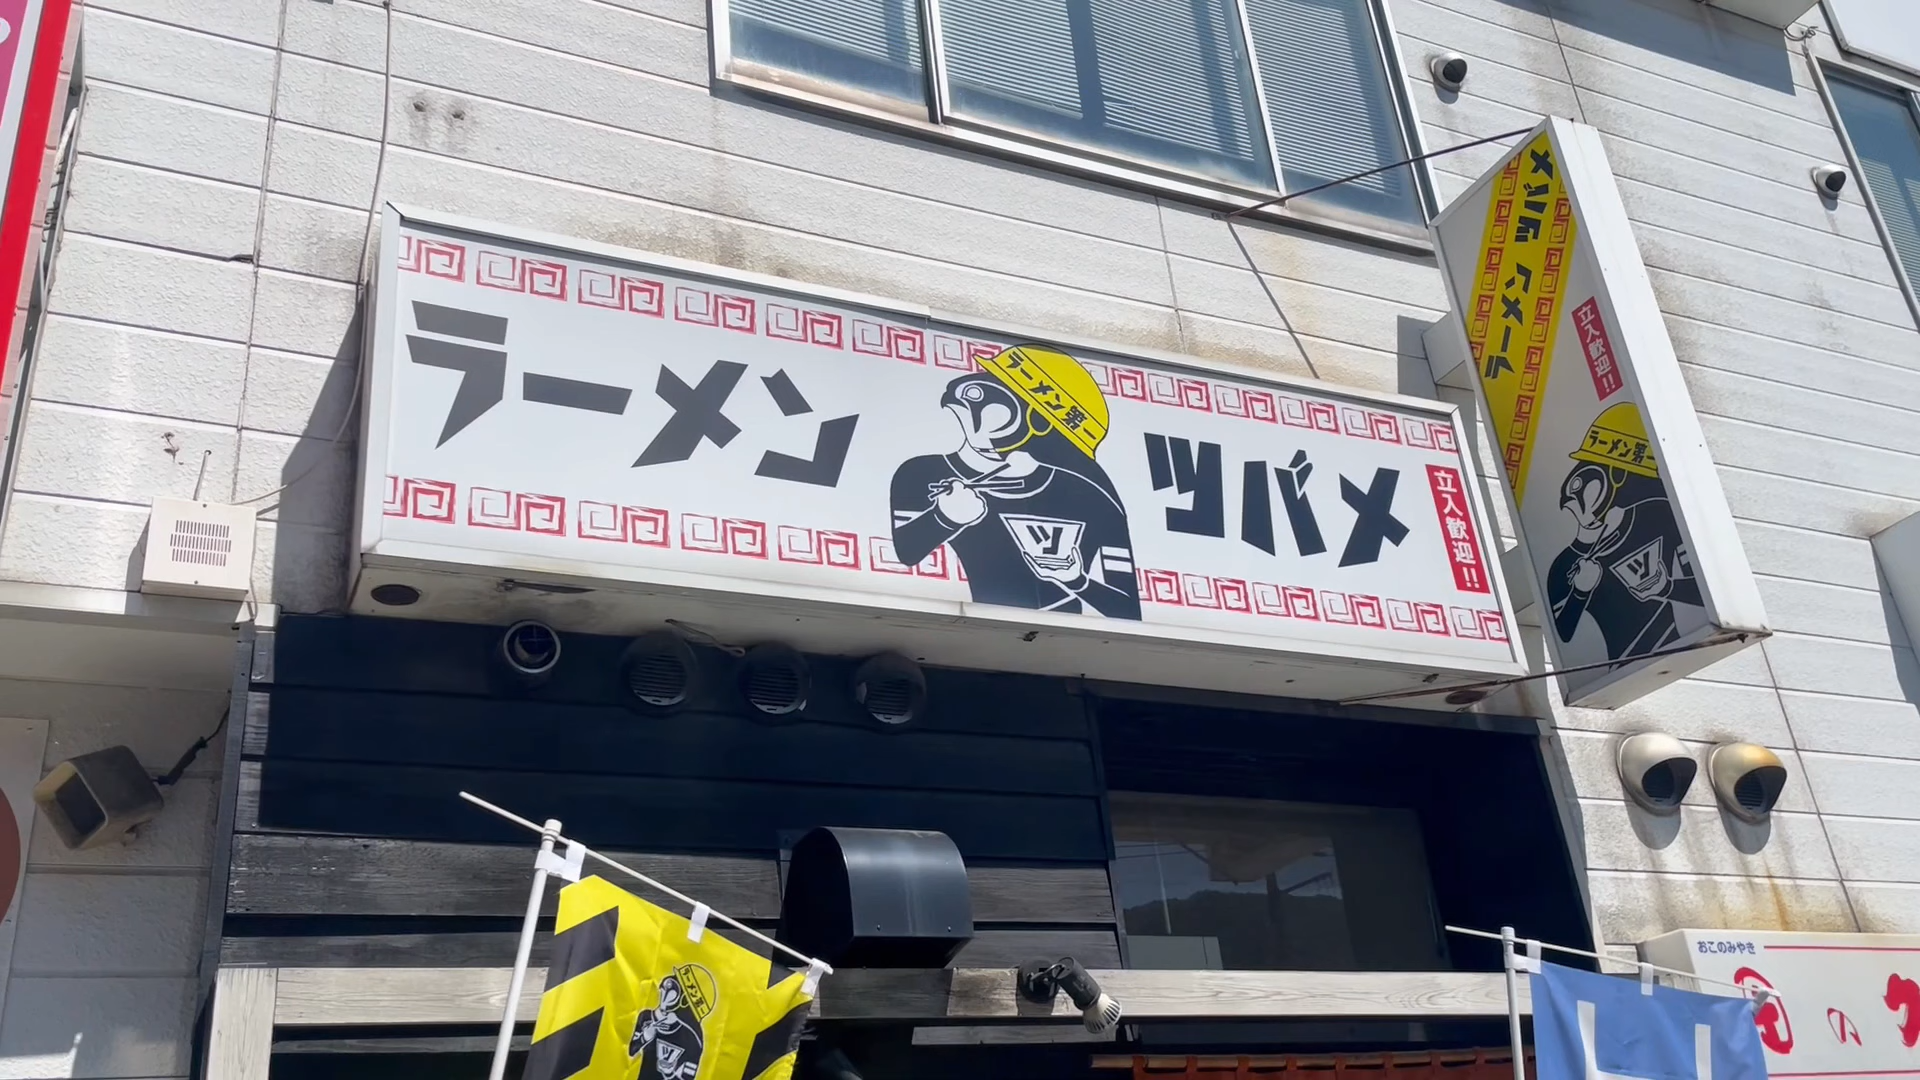 ラーメン
ラーメン第一
ツ
ツバメ
立入歓迎!!
ラーメン ツバメ
立入歓迎!!
ラーメン第一
ツ
ラーメン第一
ツ
おこのみやき
の